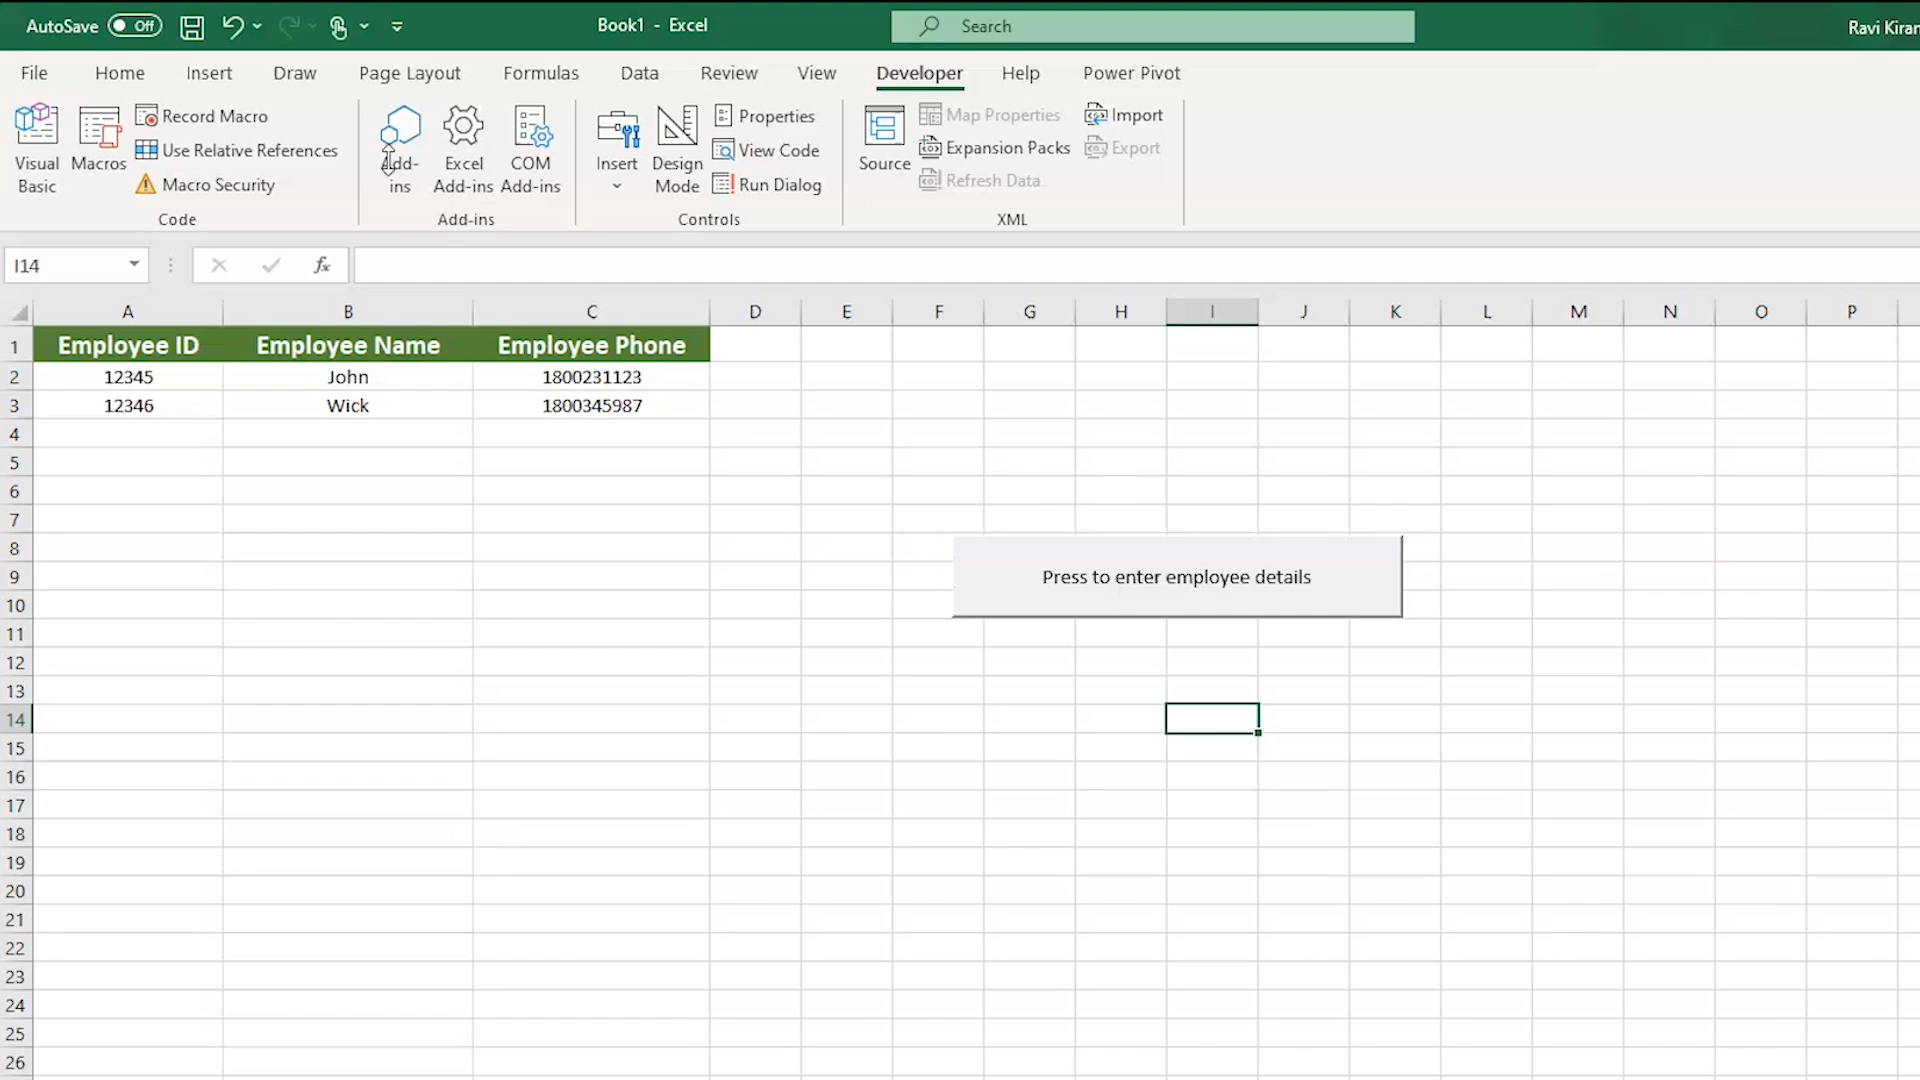 AutoSave Off Book1 - Excel Search Ravi Kiran
File Home Insert Draw Page Layout Formulas Data Review View Developer Help Power Pivot
Visual Basic
Macros
Record Macro
Use Relative References
Macro Security
Code
Add-ins
Excel Add-ins
COM Add-ins
Add-ins
Insert
Design Mode
Properties
View Code
Run Dialog
Controls
Source
Map Properties
Expansion Packs
Refresh Data
Import
Export
XML
I14 fx
A B C D E F G H I J K L M N O P
1 Employee ID Employee Name Employee Phone
2 12345 John 1800231123
3 12346 Wick 1800345987
4
5
6
7
8
9 Press to enter employee details
10
11
12
13
14
15
16
17
18
19
20
21
22
23
24
25
26